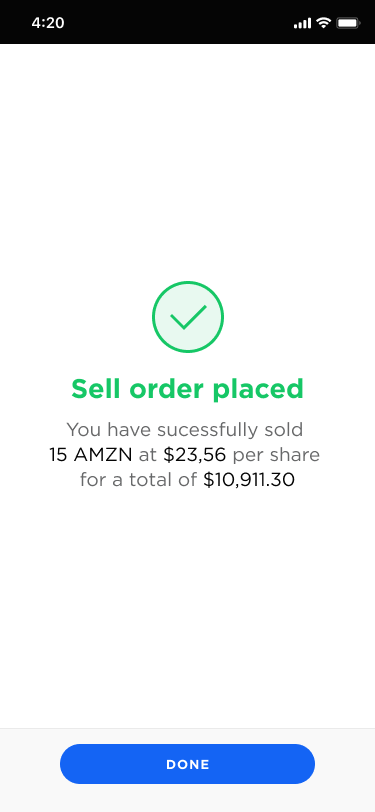 4:20
Sell order placed
You have sucessfully sold
15 AMZN at $23,56 per share
for a total of $10,911.30
DONE